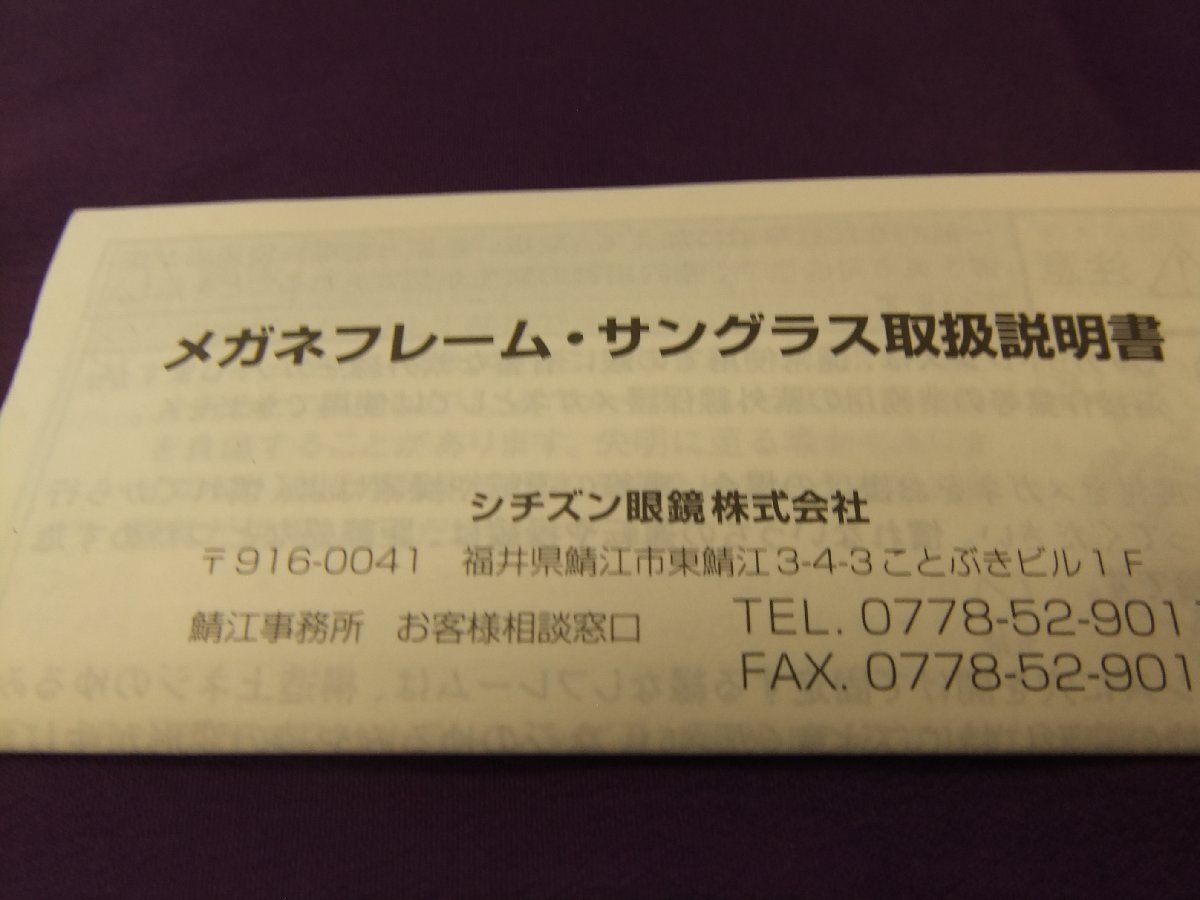 メガネフレーム・サングラス取扱説明書
シチズン眼鏡株式会社
〒916-0041 福井県鯖江市東鯖江3-4-3ことぶきビル1F
鯖江事務所 お客様相談窓口
TEL. 0778-52-901
FAX. 0778-52-901